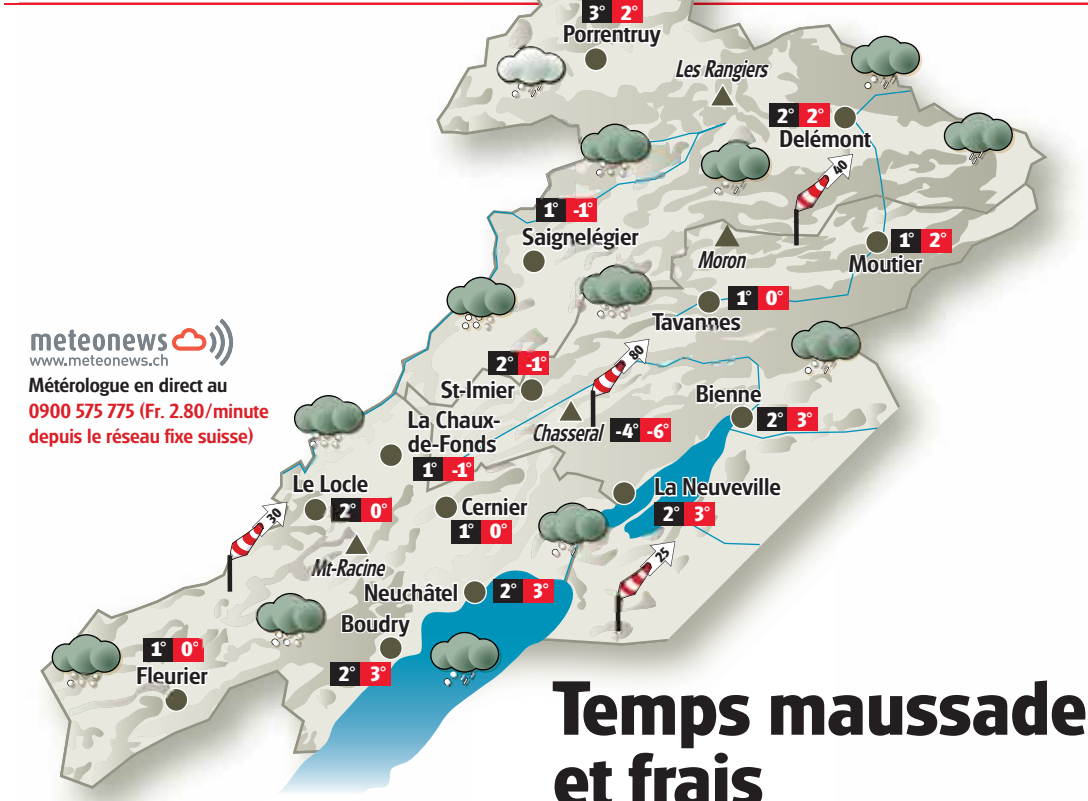 3° 2°
Porrentruy
Les Rangiers
2° 2°
Delémont
40
1° -1°
Saignelégier
Moron
1° 2°
Moutier
1° 0°
Tavannes
meteonews
www.meteonews.ch
Météorologue en direct au
0900 575 775 (Fr. 2.80/minute
depuis le réseau fixe suisse)
80
2° -1°
St-Imier
Bienne
2° 3°
Chasseral -4° -6°
La Chaux-
de-Fonds
1° -1°
Le Locle
2° 0°
Cernier
1° 0°
La Neuveville
2° 3°
30
Mt-Racine
25
Neuchâtel 2° 3°
Boudry
2° 3°
1° 0°
Fleurier
Temps maussade
et frais